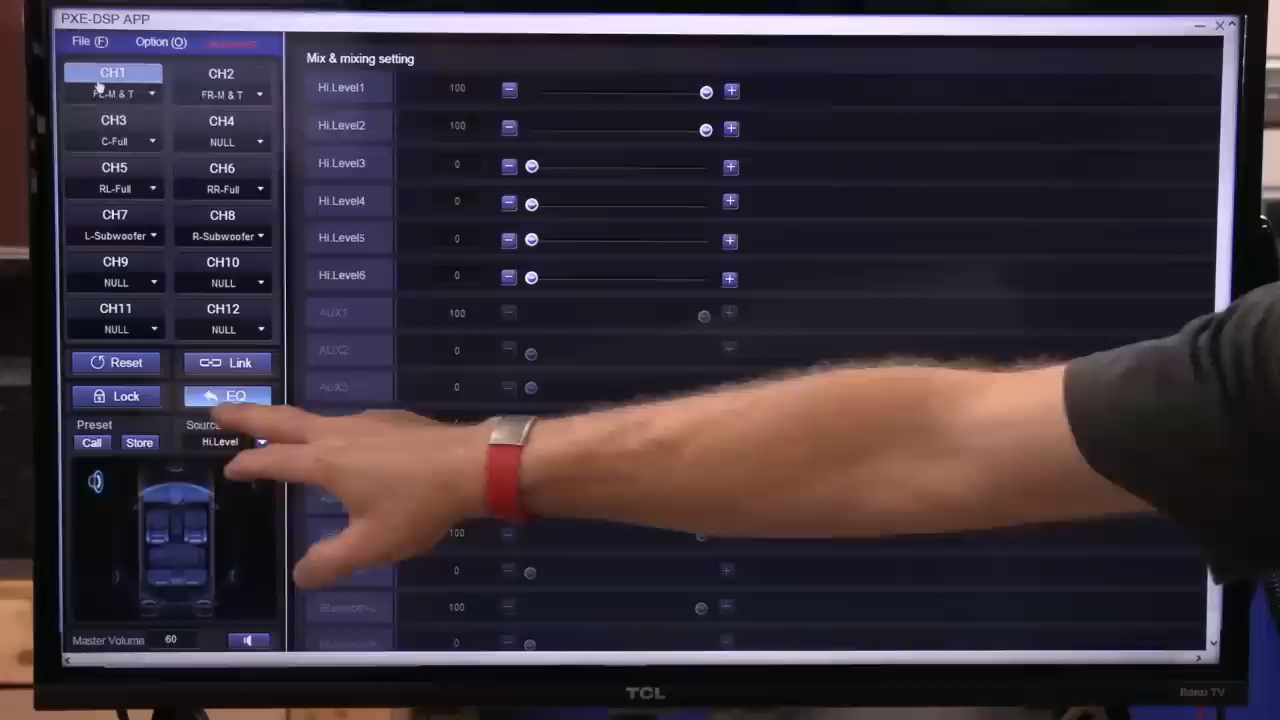 PXE-DSP APP
File (F) Option (O)
CH1 CH2
FL-M & T FR-M & T
CH3 CH4
C-Full NULL
CH5 CH6
RL-Full RR-Full
CH7 CH8
L-Subwoofer R-Subwoofer
CH9 CH10
NULL NULL
CH11 CH12
NULL NULL
Reset Link
Lock EQ
Preset Source
Call Store Hi.Level
Master Volume 60
Mix & mixing setting
Hi.Level1 100
Hi.Level2 100
Hi.Level3 0
Hi.Level4 0
Hi.Level5 0
Hi.Level6 0
AUX1 100
AUX2 0
AUX3 0
100
0
Bluetooth-L 100
0
TCL
Roku TV